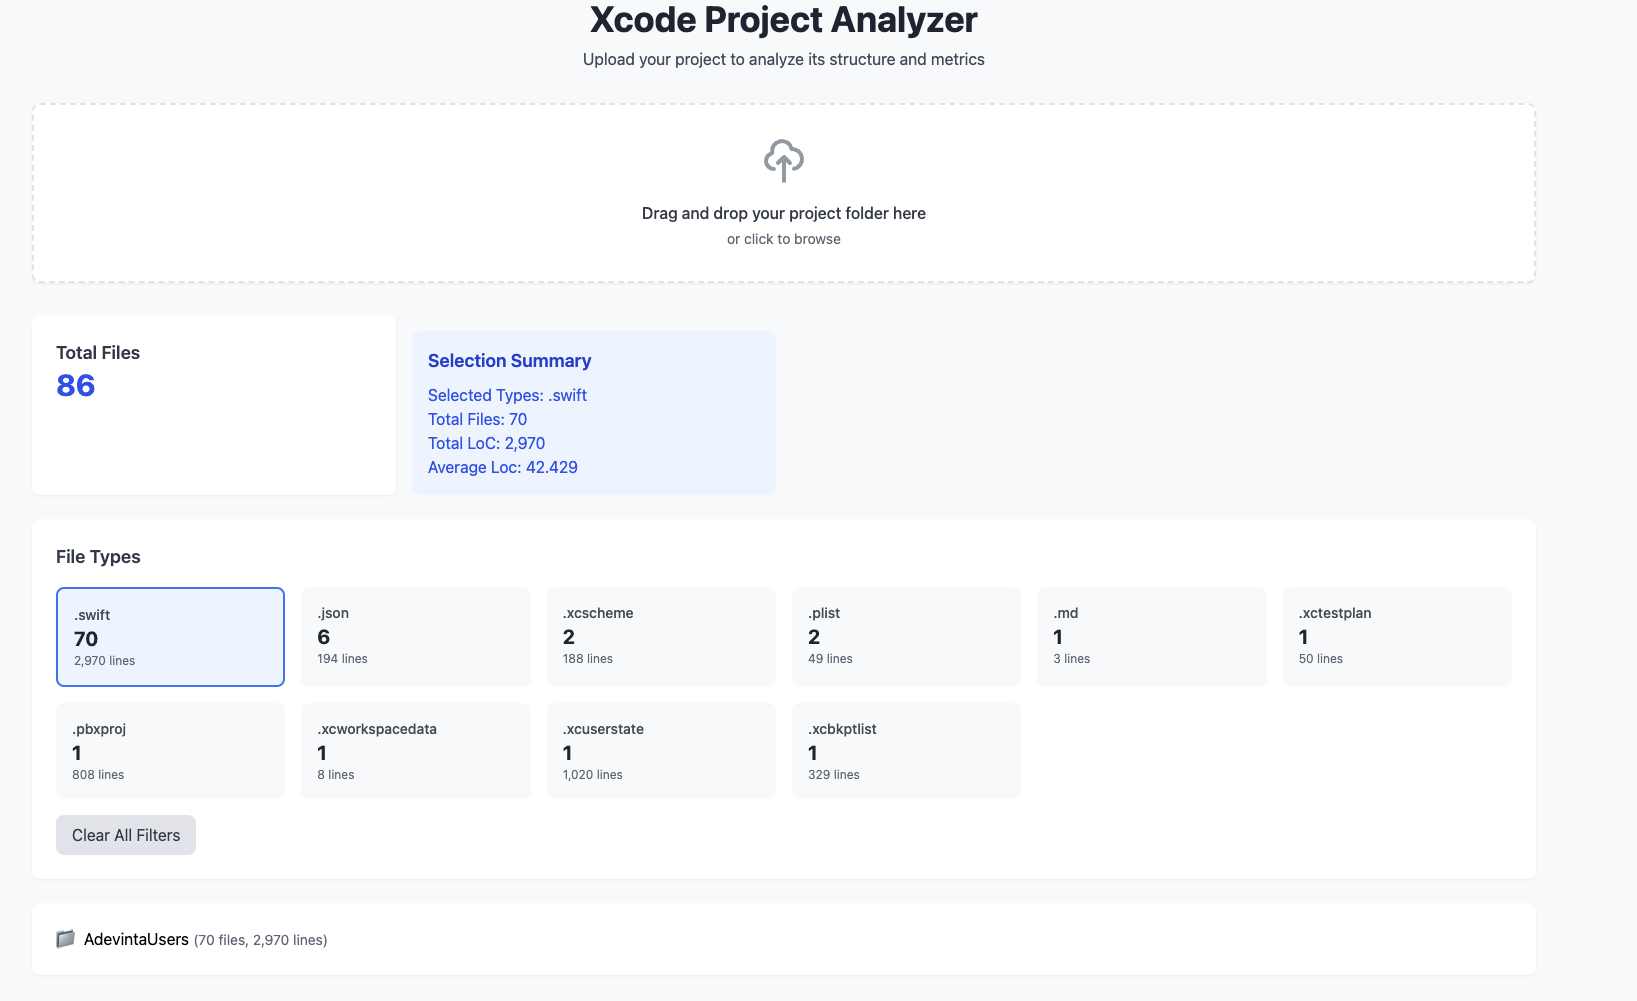 Xcode Project Analyzer
Upload your project to analyze its structure and metrics
Drag and drop your project folder here
or click to browse
Total Files
86
Selection Summary
Selected Types: .swift
Total Files: 70
Total LoC: 2,970
Average Loc: 42.429
File Types
.swift
70
2,970 lines
.json
6
194 lines
.xcscheme
2
188 lines
.plist
2
49 lines
.md
1
3 lines
.xctestplan
1
50 lines
.pbxproj
1
808 lines
.xcworkspacedata
1
8 lines
.xcuserstate
1
1,020 lines
.xcbkptlist
1
329 lines
Clear All Filters
AdevintaUsers (70 files, 2,970 lines)